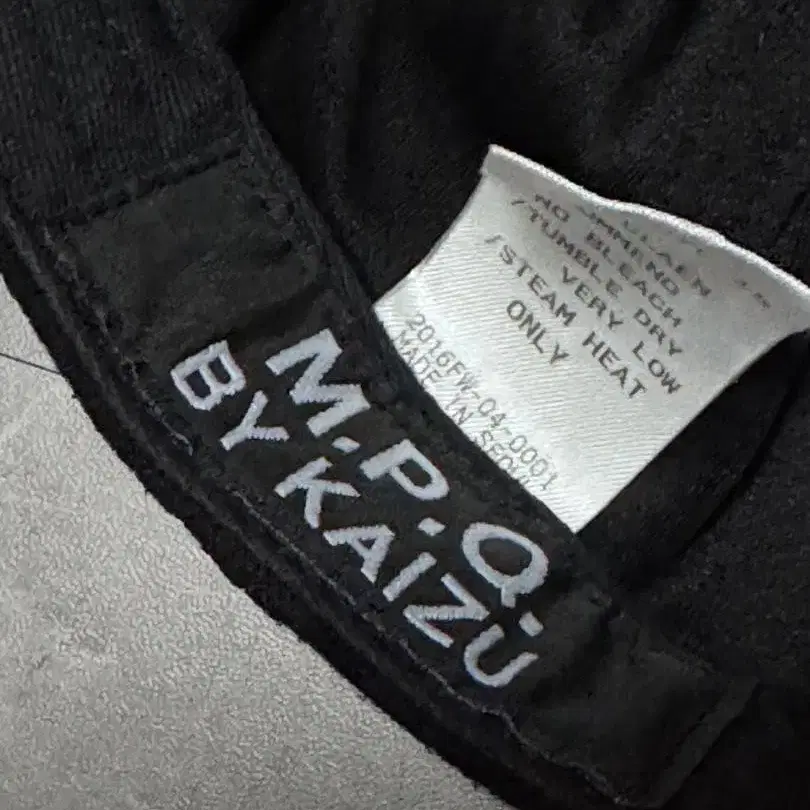 M.P.Q.
BY KAIZU
NO
/TUMBLE BLEACH
VERY DRY
/STEAM HEAT LOW
ONLY
2016FW-04-0001
MADE IN SEOUL